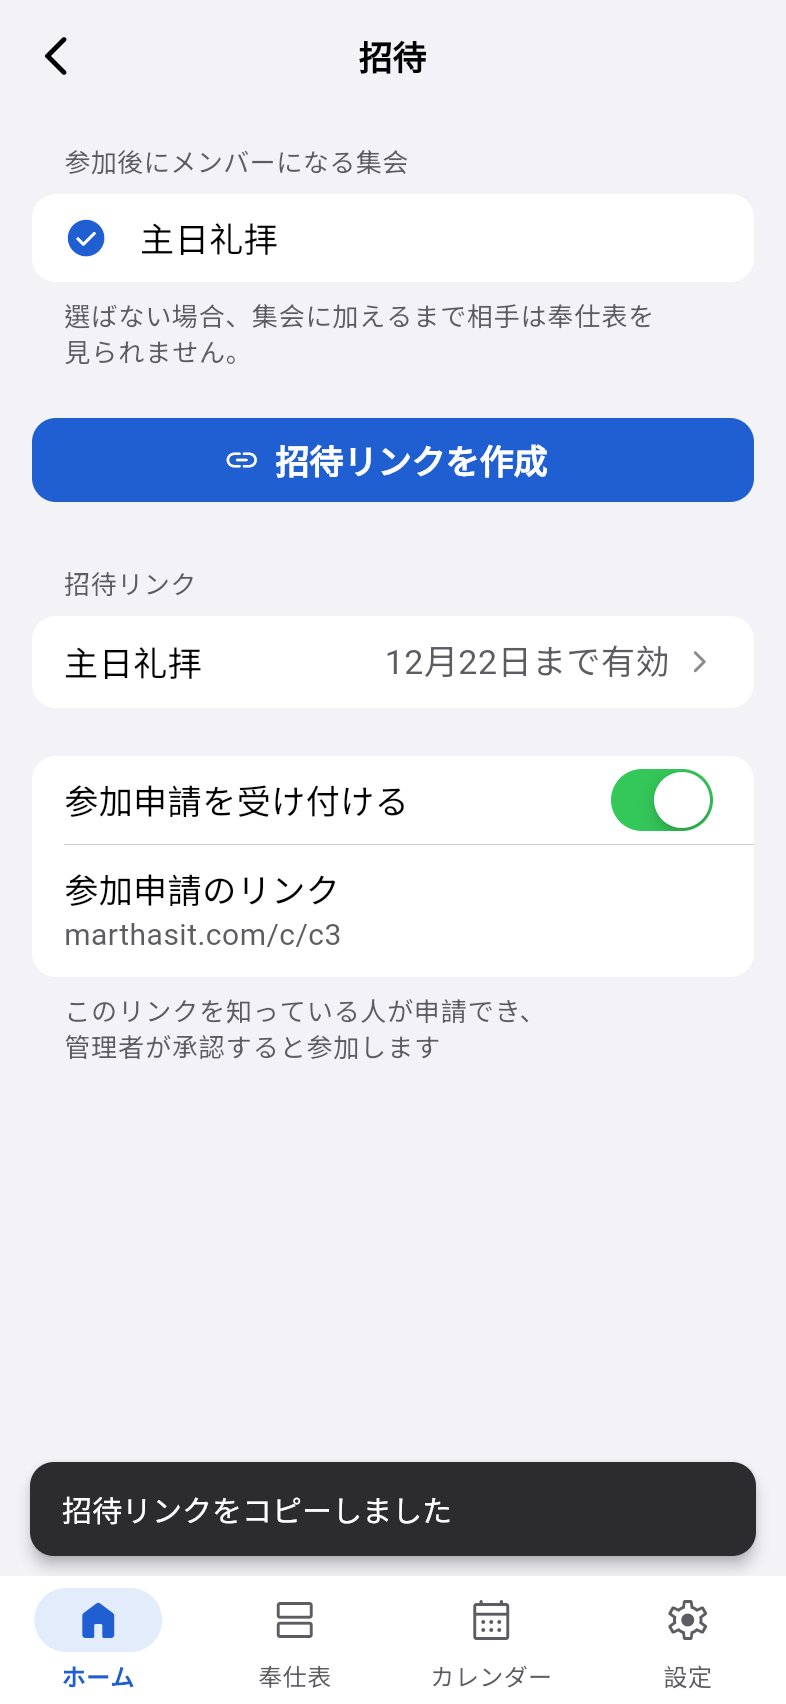 招待
参加後にメンバーになる集会
主日礼拝
選ばない場合、集会に加えるまで相手は奉仕表を
見られません。
招待リンクを作成
招待リンク
主日礼拝 12月22日まで有効
参加申請を受け付ける
参加申請のリンク
marthasit.com/c/c3
このリンクを知っている人が申請でき、
管理者が承認すると参加します
招待リンクをコピーしました
ホーム 奉仕表 カレンダー 設定